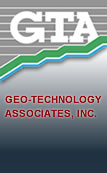 GTA
GEO-TECHNOLOGY
ASSOCIATES, INC.